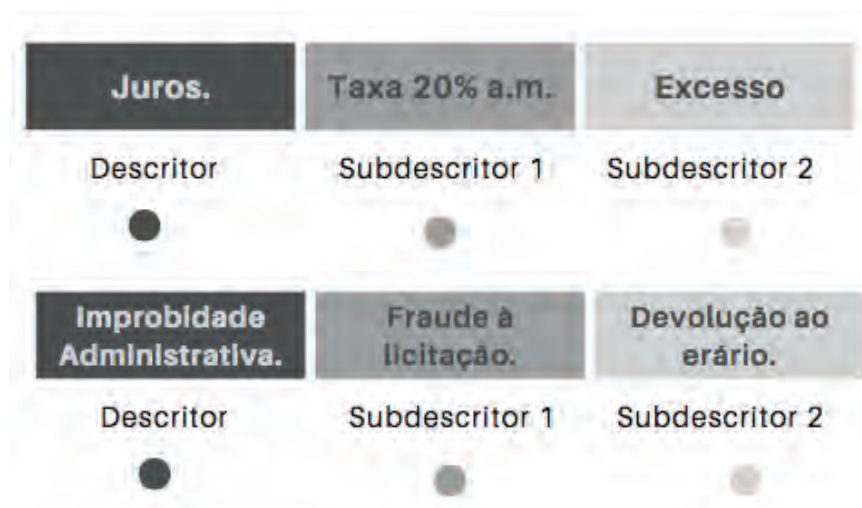 Juros. Taxa 20% a.m. Excesso
Descritor Subdescritor 1 Subdescritor 2
Improbidade Fraude à Devolução ao
Administrativa. licitação. erário.
Descritor Subdescritor 1 Subdescritor 2